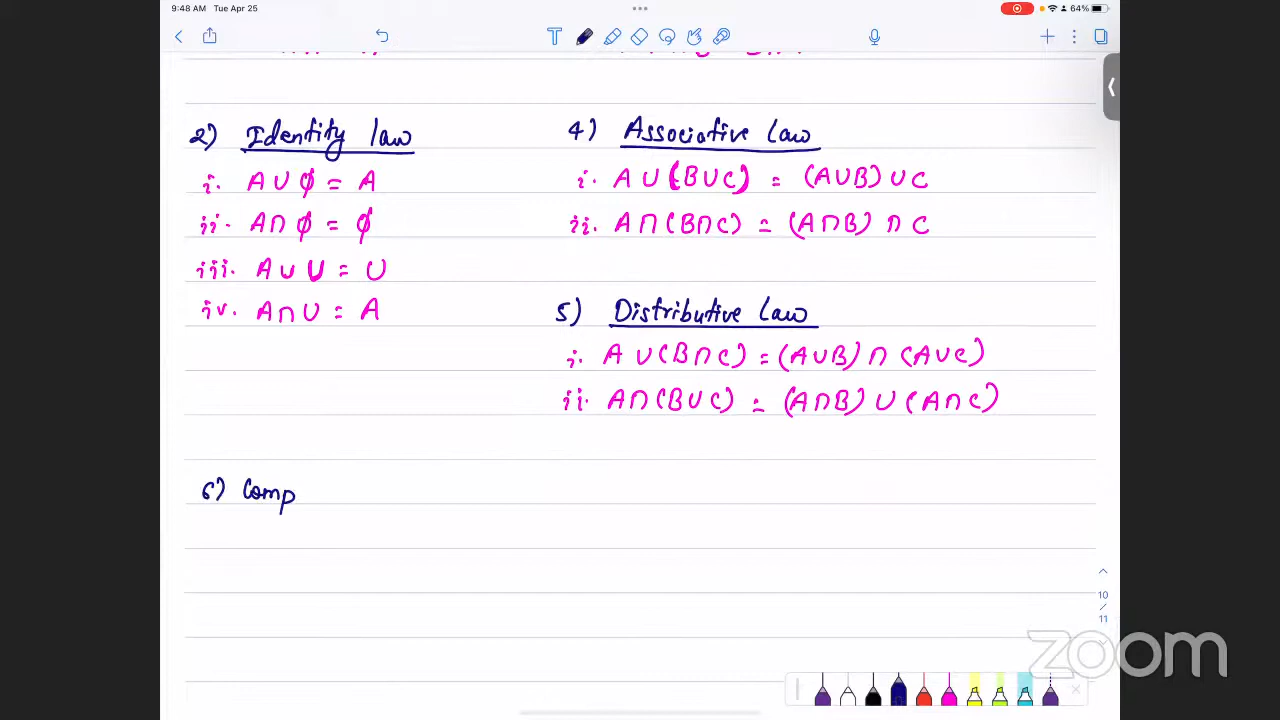 9:48 AM Tue Apr 25
64%
2) Identity law
i. A ∪ ϕ = A
ii. A ∩ ϕ = ϕ
iii. A ∪ U = U
iv. A ∩ U = A
4) Associative law
i. A ∪ (B ∪ C) = (A ∪ B) ∪ C
ii. A ∩ (B ∩ C) = (A ∩ B) ∩ C
5) Distributive law
i. A ∪ (B ∩ C) = (A ∪ B) ∩ (A ∪ C)
ii. A ∩ (B ∪ C) = (A ∩ B) ∪ (A ∩ C)
6) Comp
10
/
11
zoom